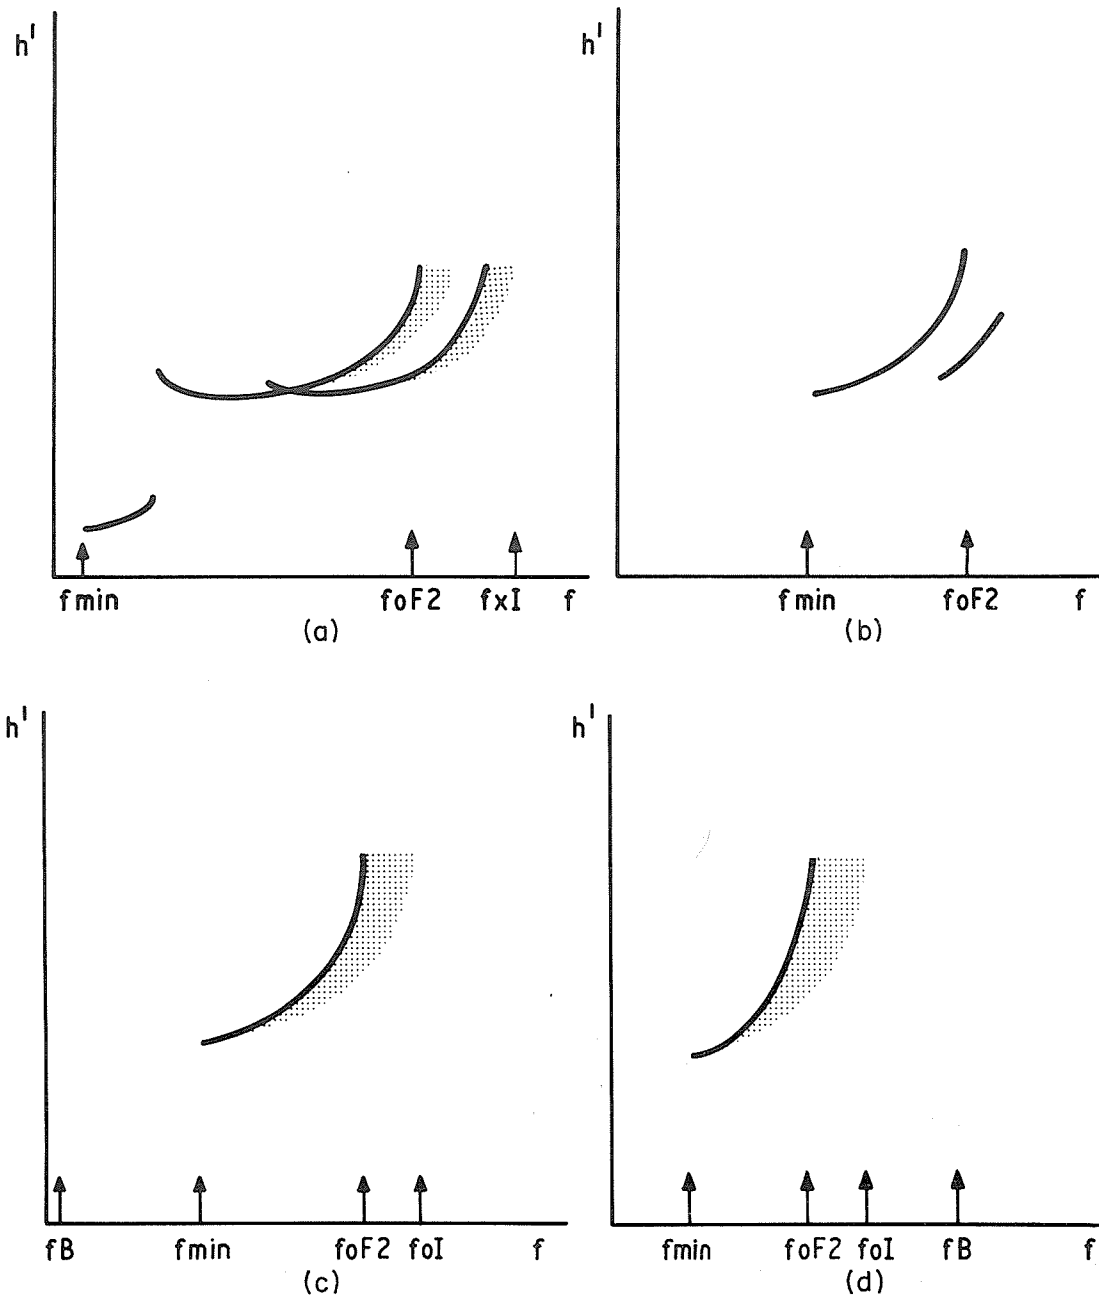 h'
h'
fmin foF2 fxI f
(a)
fmin foF2 f
(b)
h'
h'
fB fmin foF2 foI f
(c)
fmin foF2 foI fB f
(d)